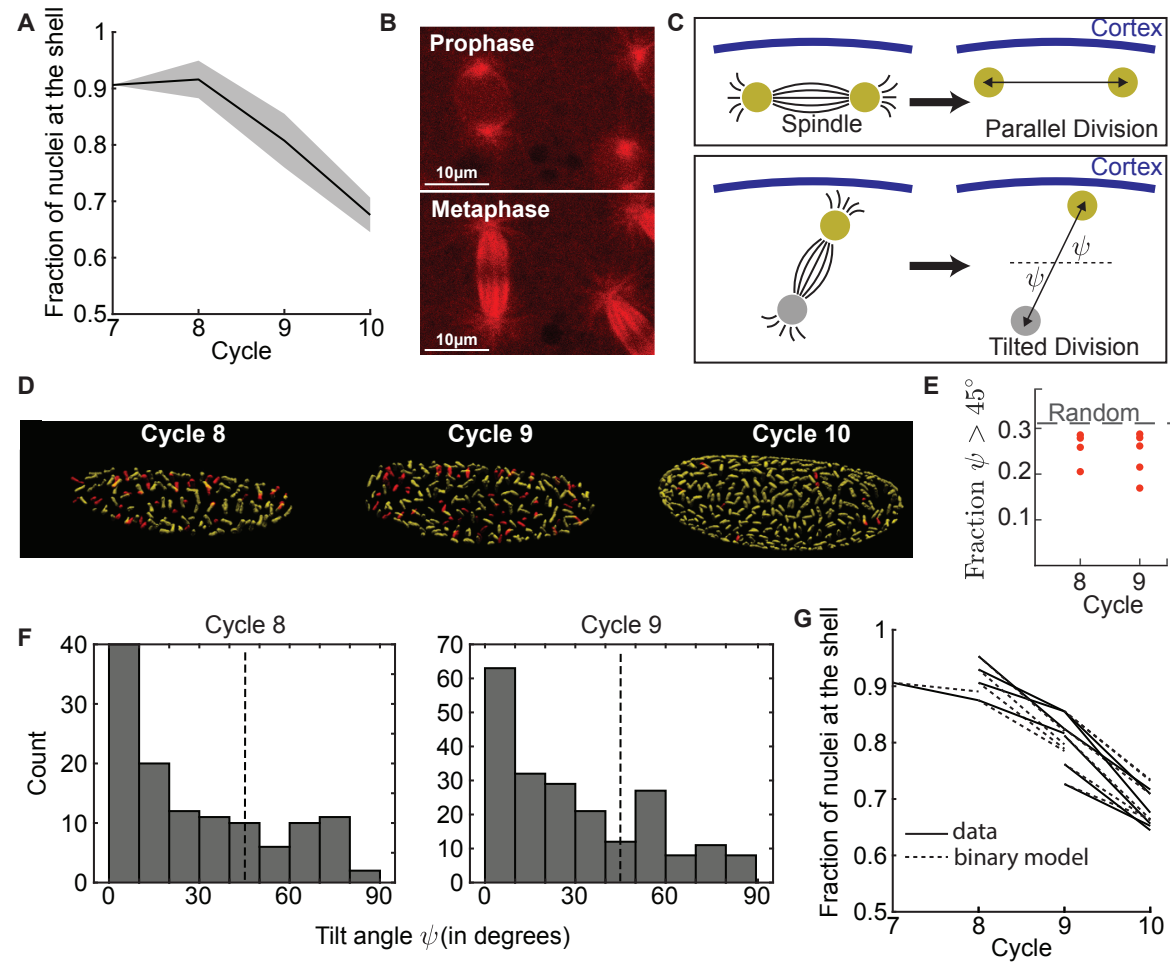 A
Fraction of nuclei at the shell
1
0.9
0.8
0.7
0.6
0.5
7
8
9
10
Cycle
B
Prophase
10µm
Metaphase
10µm
C
Cortex
Spindle
Parallel Division
Cortex
ψ
ψ
Tilted Division
D
Cycle 8
Cycle 9
Cycle 10
E
Fraction ψ > 45°
Random
0.3
0.2
0.1
8
9
Cycle
F
Cycle 8
Count
40
30
20
10
0
0
30
60
90
Cycle 9
70
60
50
40
30
20
10
0
0
30
60
90
Tilt angle ψ (in degrees)
G
Fraction of nuclei at the shell
1
0.9
0.8
0.7
0.6
0.5
data
binary model
7
8
9
10
Cycle